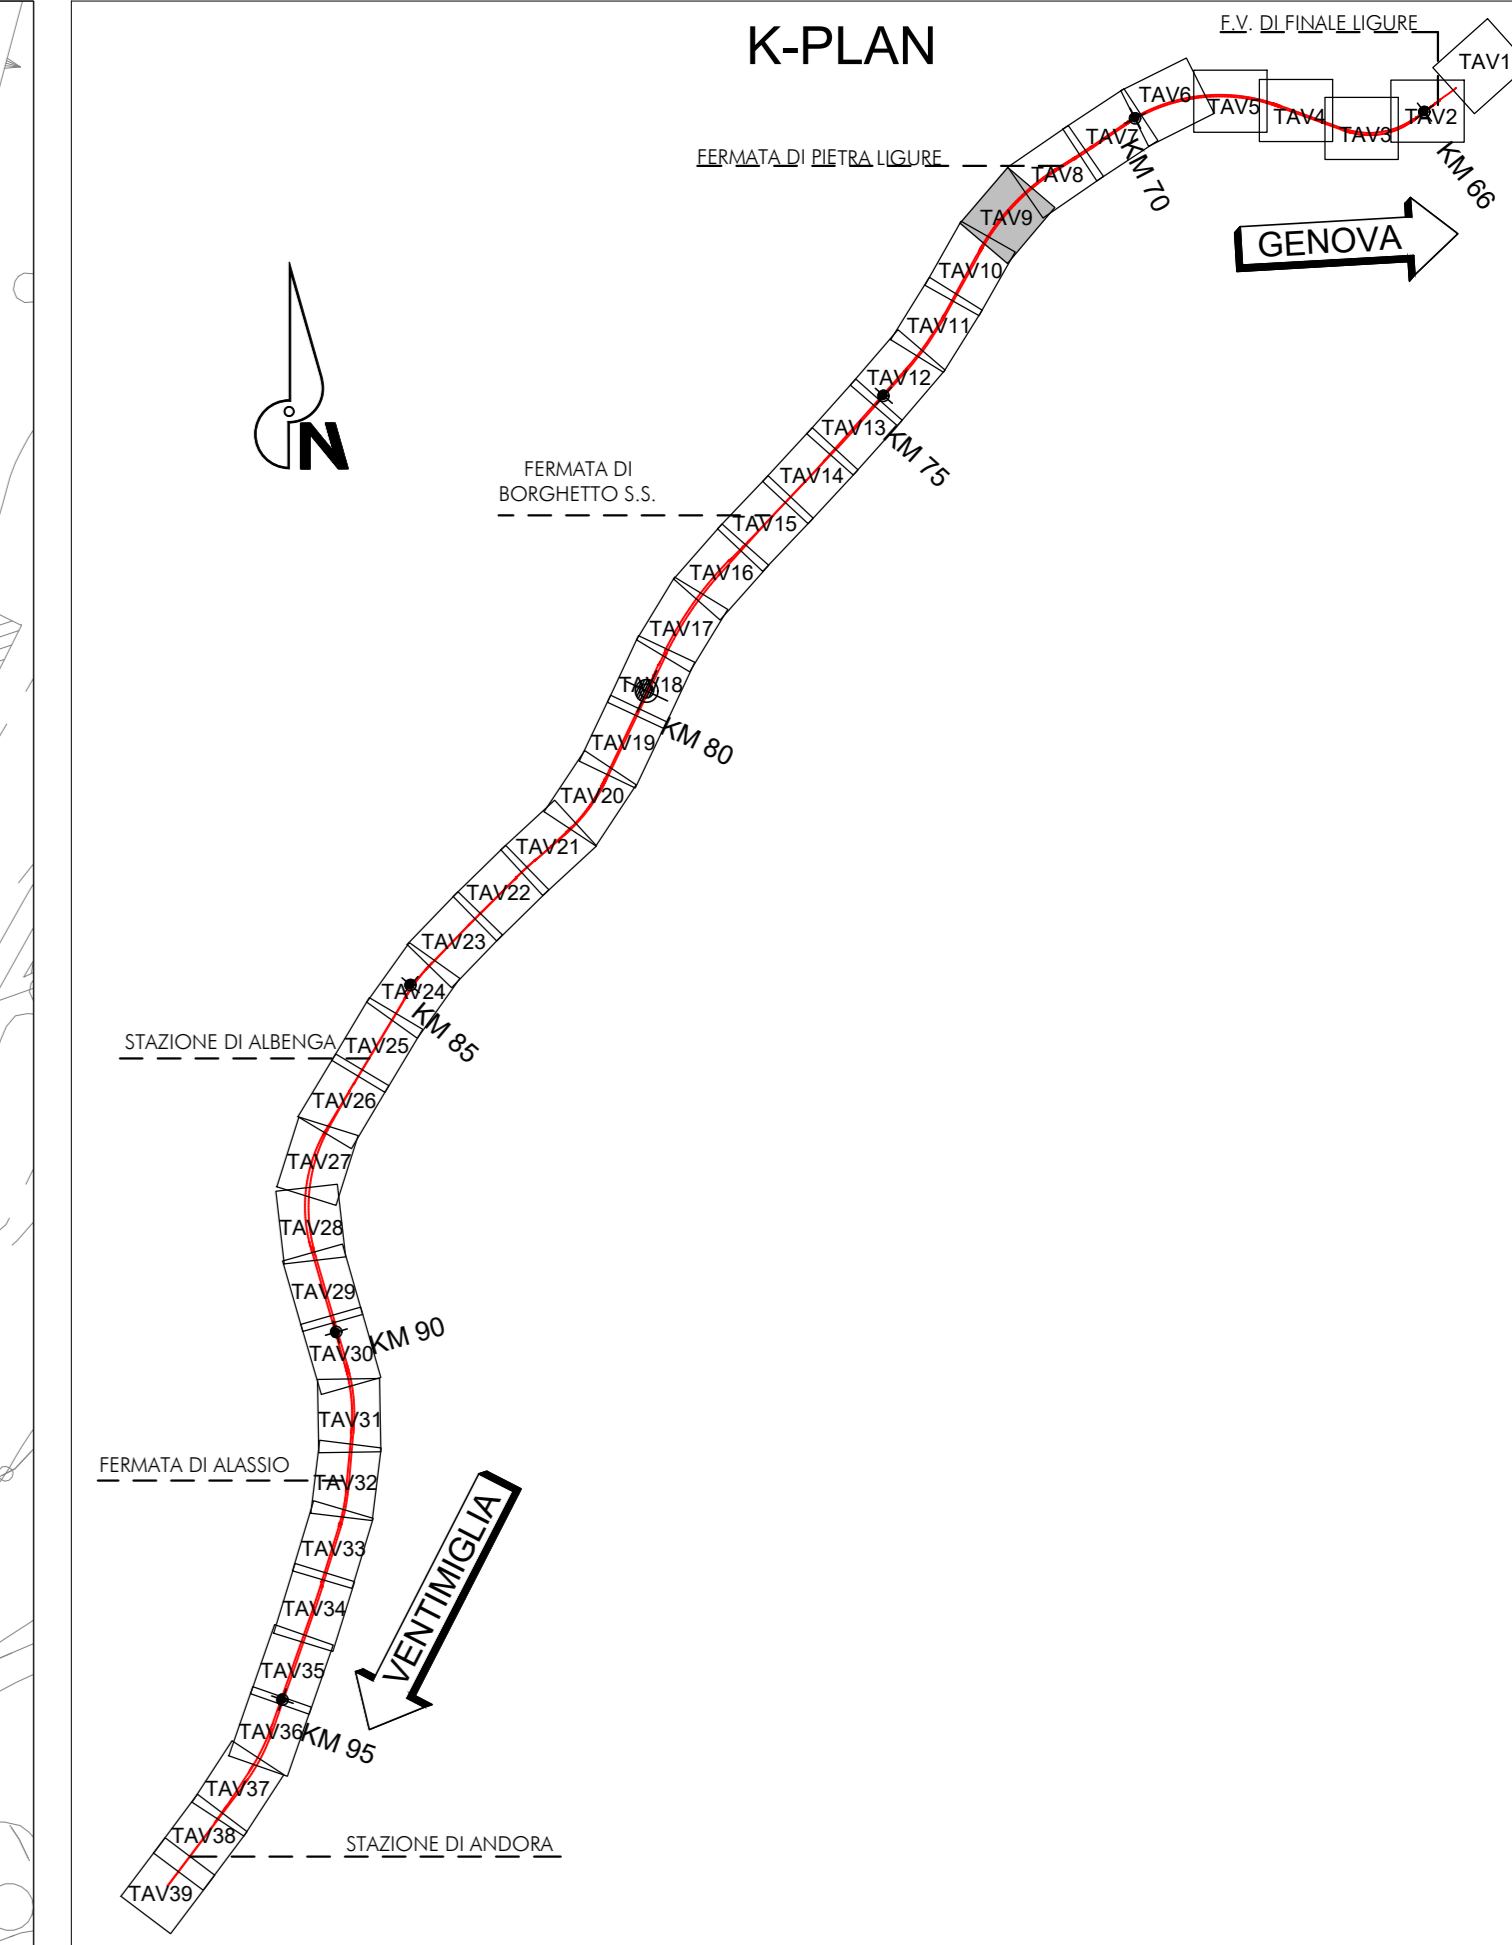 K-PLAN
F.V. DI FINALE LIGURE
TAV1
TAV2
TAV3
TAV4
TAV5
TAV6
TAV7
KM 66
KM 70
FERMATA DI PIETRA LIGURE
TAV8
TAV9
GENOVA
TAV10
TAV11
TAV12
KM 75
TAV13
N
FERMATA DI
BORGHETTO S.S.
TAV14
TAV15
TAV16
TAV17
TAV18
KM 80
TAV19
TAV20
TAV21
TAV22
TAV23
TAV24
KM 85
STAZIONE DI ALBENGA
TAV25
TAV26
TAV27
TAV28
TAV29
KM 90
TAV30
TAV31
FERMATA DI ALASSIO
TAV32
VENTIMIGLIA
TAV33
TAV34
TAV35
TAV36
KM 95
TAV37
TAV38
STAZIONE DI ANDORA
TAV39